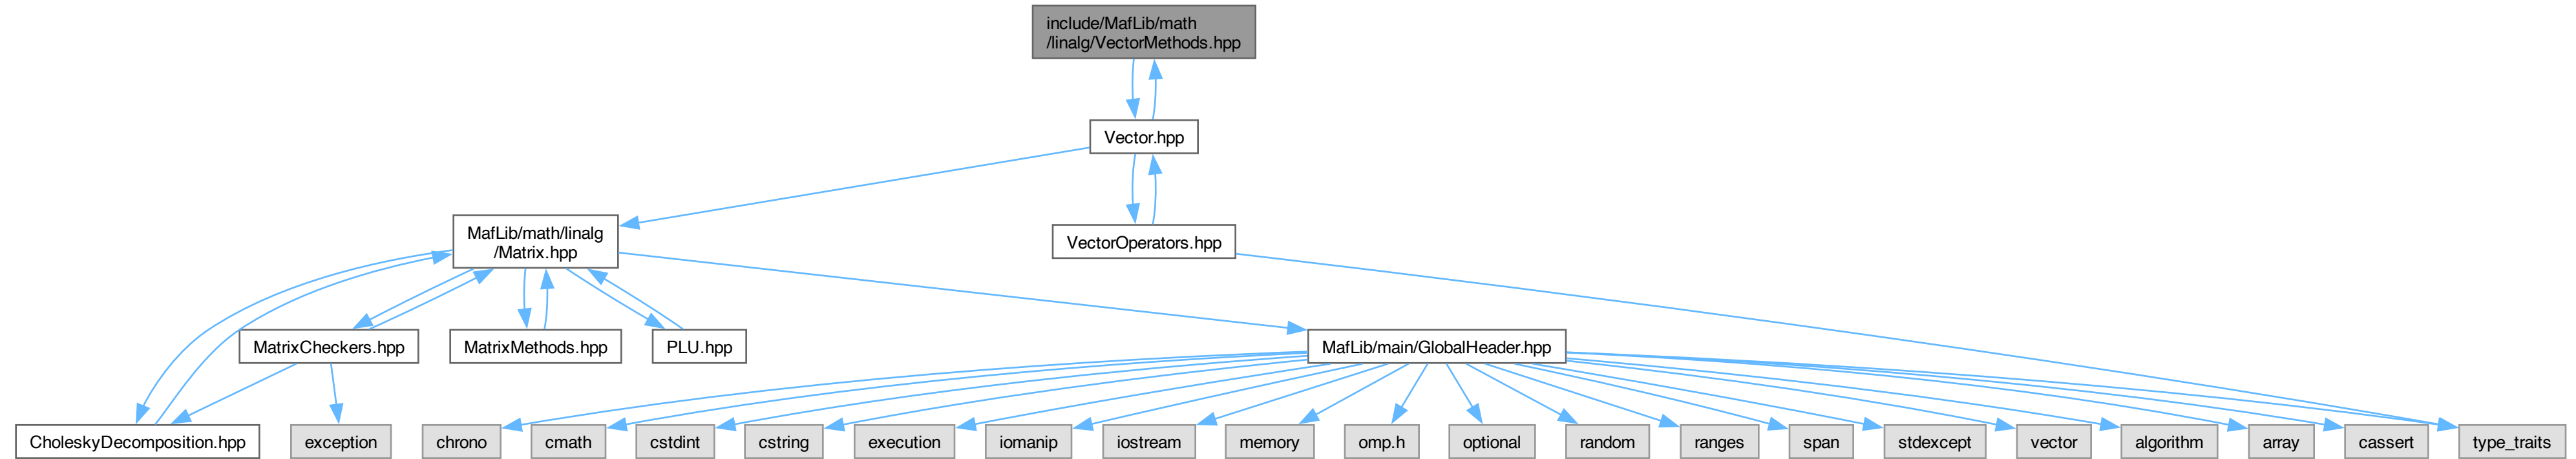 include/MafLib/math
/linalg/VectorMethods.hpp
Vector.hpp
MafLib/math/linalg
/Matrix.hpp
VectorOperators.hpp
MatrixCheckers.hpp
MatrixMethods.hpp
PLU.hpp
MafLib/main/GlobalHeader.hpp
CholeskyDecomposition.hpp
exception
chrono
cmath
cstdint
cstring
execution
iomanip
iostream
memory
omp.h
optional
random
ranges
span
stdexcept
vector
algorithm
array
cassert
type_traits